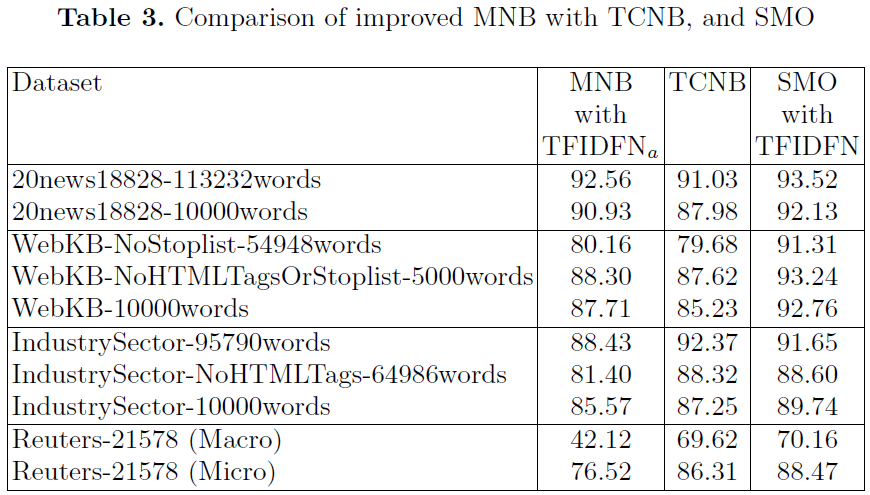 Table 3. Comparison of improved MNB with TCNB, and SMO
Dataset MNB TCNB SMO
with with
TFIDFNa TFIDFN
20news18828-113232words 92.56 91.03 93.52
20news18828-10000words 90.93 87.98 92.13
WebKB-NoStoplist-54948words 80.16 79.68 91.31
WebKB-NoHTMLTagsOrStoplist-5000words 88.30 87.62 93.24
WebKB-10000words 87.71 85.23 92.76
IndustrySector-95790words 88.43 92.37 91.65
IndustrySector-NoHTMLTags-64986words 81.40 88.32 88.60
IndustrySector-10000words 85.57 87.25 89.74
Reuters-21578 (Macro) 42.12 69.62 70.16
Reuters-21578 (Micro) 76.52 86.31 88.47